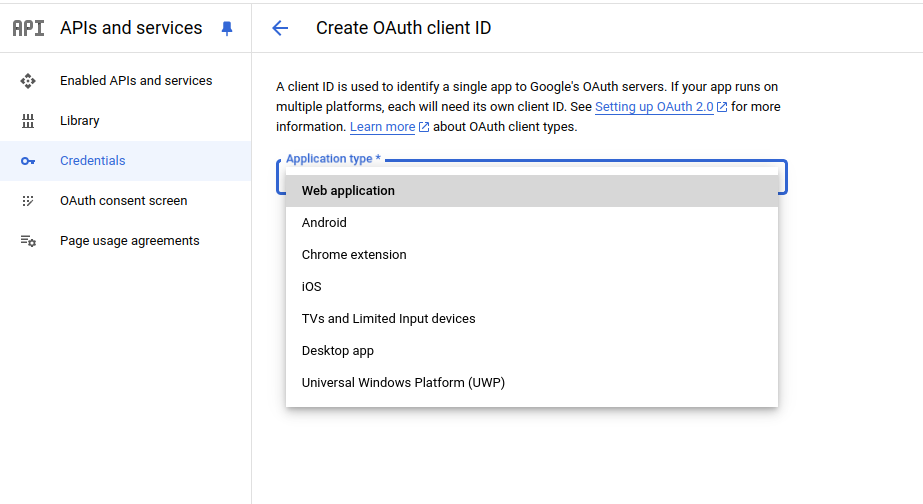 API APIs and services
Enabled APIs and services
Library
Credentials
OAuth consent screen
Page usage agreements
Create OAuth client ID
A client ID is used to identify a single app to Google's OAuth servers. If your app runs on
multiple platforms, each will need its own client ID. See Setting up OAuth 2.0 for more
information. Learn more about OAuth client types.
Application type *
Web application
Android
Chrome extension
iOS
TVs and Limited Input devices
Desktop app
Universal Windows Platform (UWP)